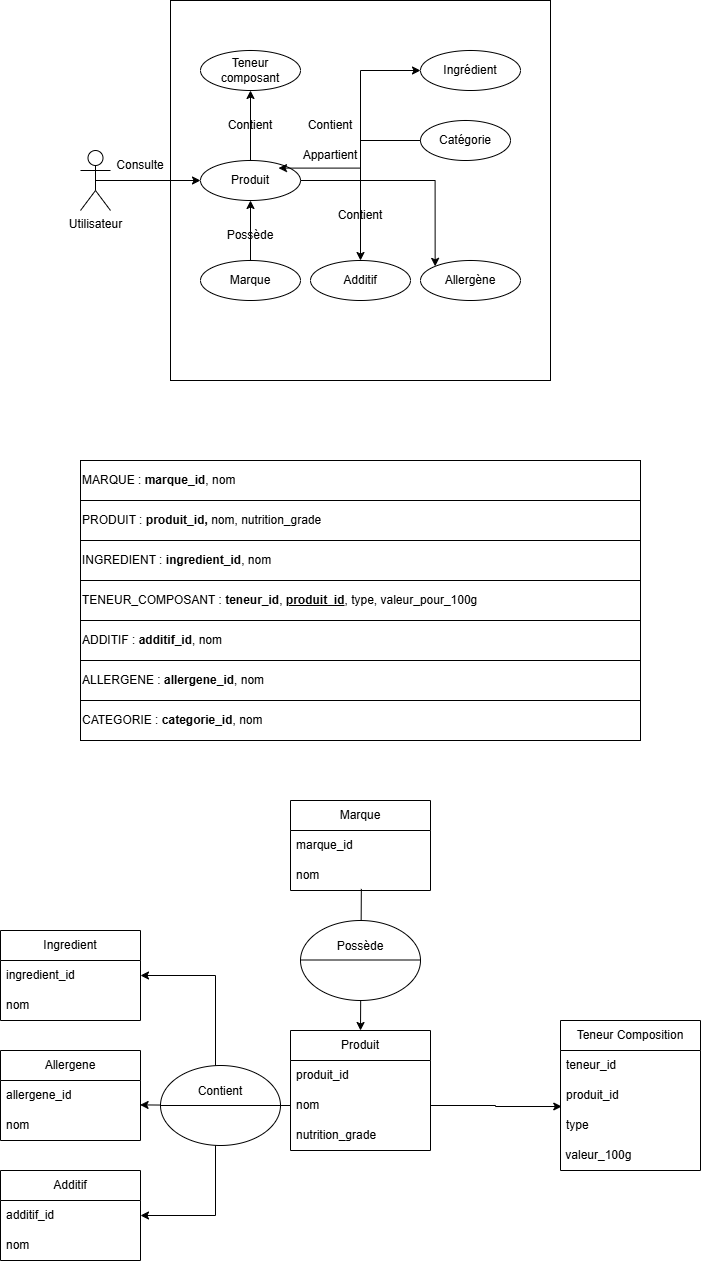 Teneur
composant
Ingrédient
Contient
Contient
Catégorie
Appartient
Consulte
Produit
Utilisateur
Contient
Possède
Marque
Additif
Allergène
MARQUE : marque_id, nom
PRODUIT : produit_id, nom, nutrition_grade
INGREDIENT : ingredient_id, nom
TENEUR_COMPOSANT : teneur_id, produit_id, type, valeur_pour_100g
ADDITIF : additif_id, nom
ALLERGENE : allergene_id, nom
CATEGORIE : categorie_id, nom
Marque
marque_id
nom
Possède
Ingredient
ingredient_id
nom
Allergene
allergene_id
nom
Additif
additif_id
nom
Contient
Produit
produit_id
nom
nutrition_grade
Teneur Composition
teneur_id
produit_id
type
valeur_100g